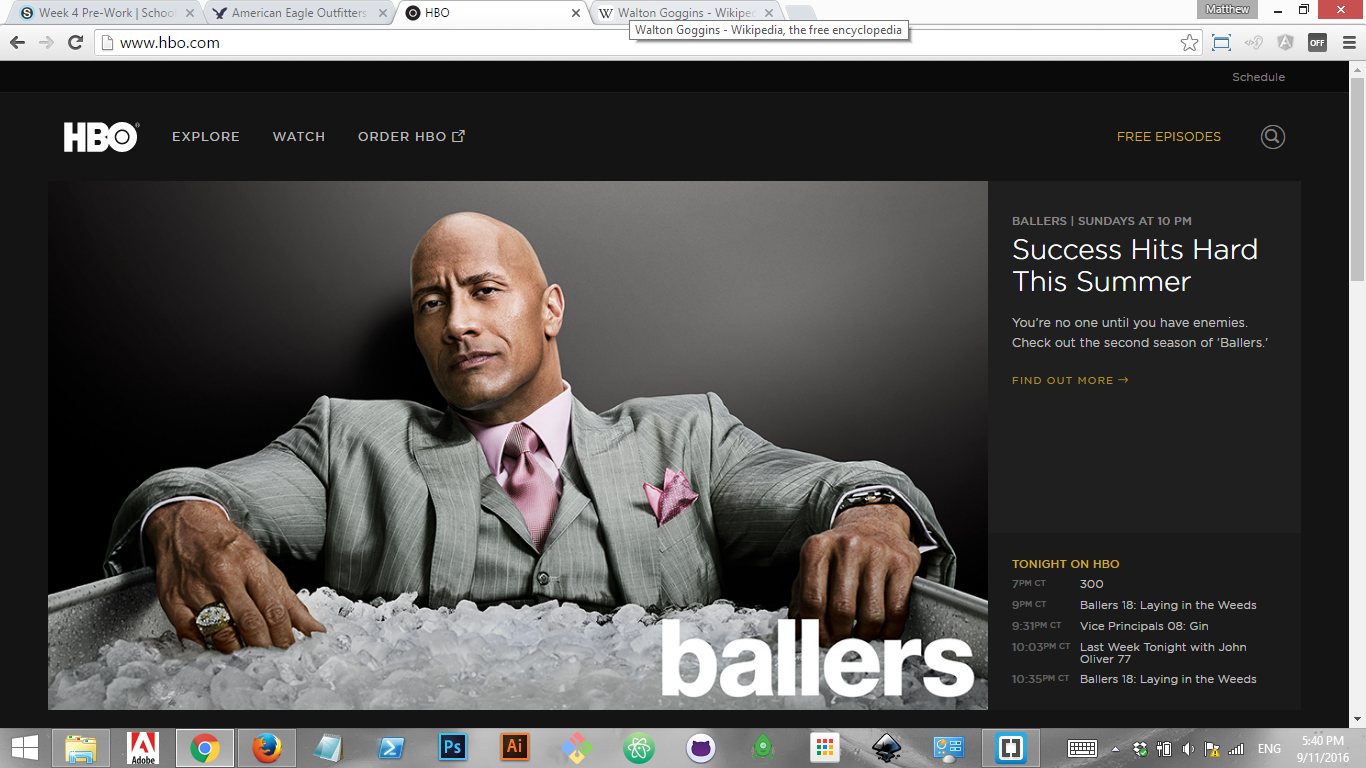 Week 4 Pre-Work | School
American Eagle Outfitters
HBO
Walton Goggins - Wikiped
Matthew
Walton Goggins - Wikipedia, the free encyclopedia
www.hbo.com
OFF
Schedule
HBO®
EXPLORE
WATCH
ORDER HBO
FREE EPISODES
BALLERS | SUNDAYS AT 10 PM
Success Hits Hard
This Summer
You're no one until you have enemies.
Check out the second season of 'Ballers.'
FIND OUT MORE →
ballers
TONIGHT ON HBO
7PM CT 300
9PM CT Ballers 18: Laying in the Weeds
9:31PM CT Vice Principals 08: Gin
10:03PM CT Last Week Tonight with John
Oliver 77
10:35PM CT Ballers 18: Laying in the Weeds
Adobe
Ps
Ai
ENG
5:40 PM
9/11/2016